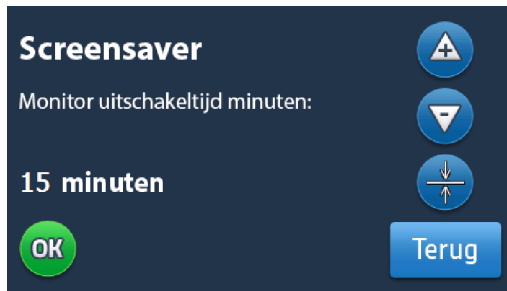 Screensaver
+
Monitor uitschakeltijd minuten:
-
15 minuten
OK
Terug